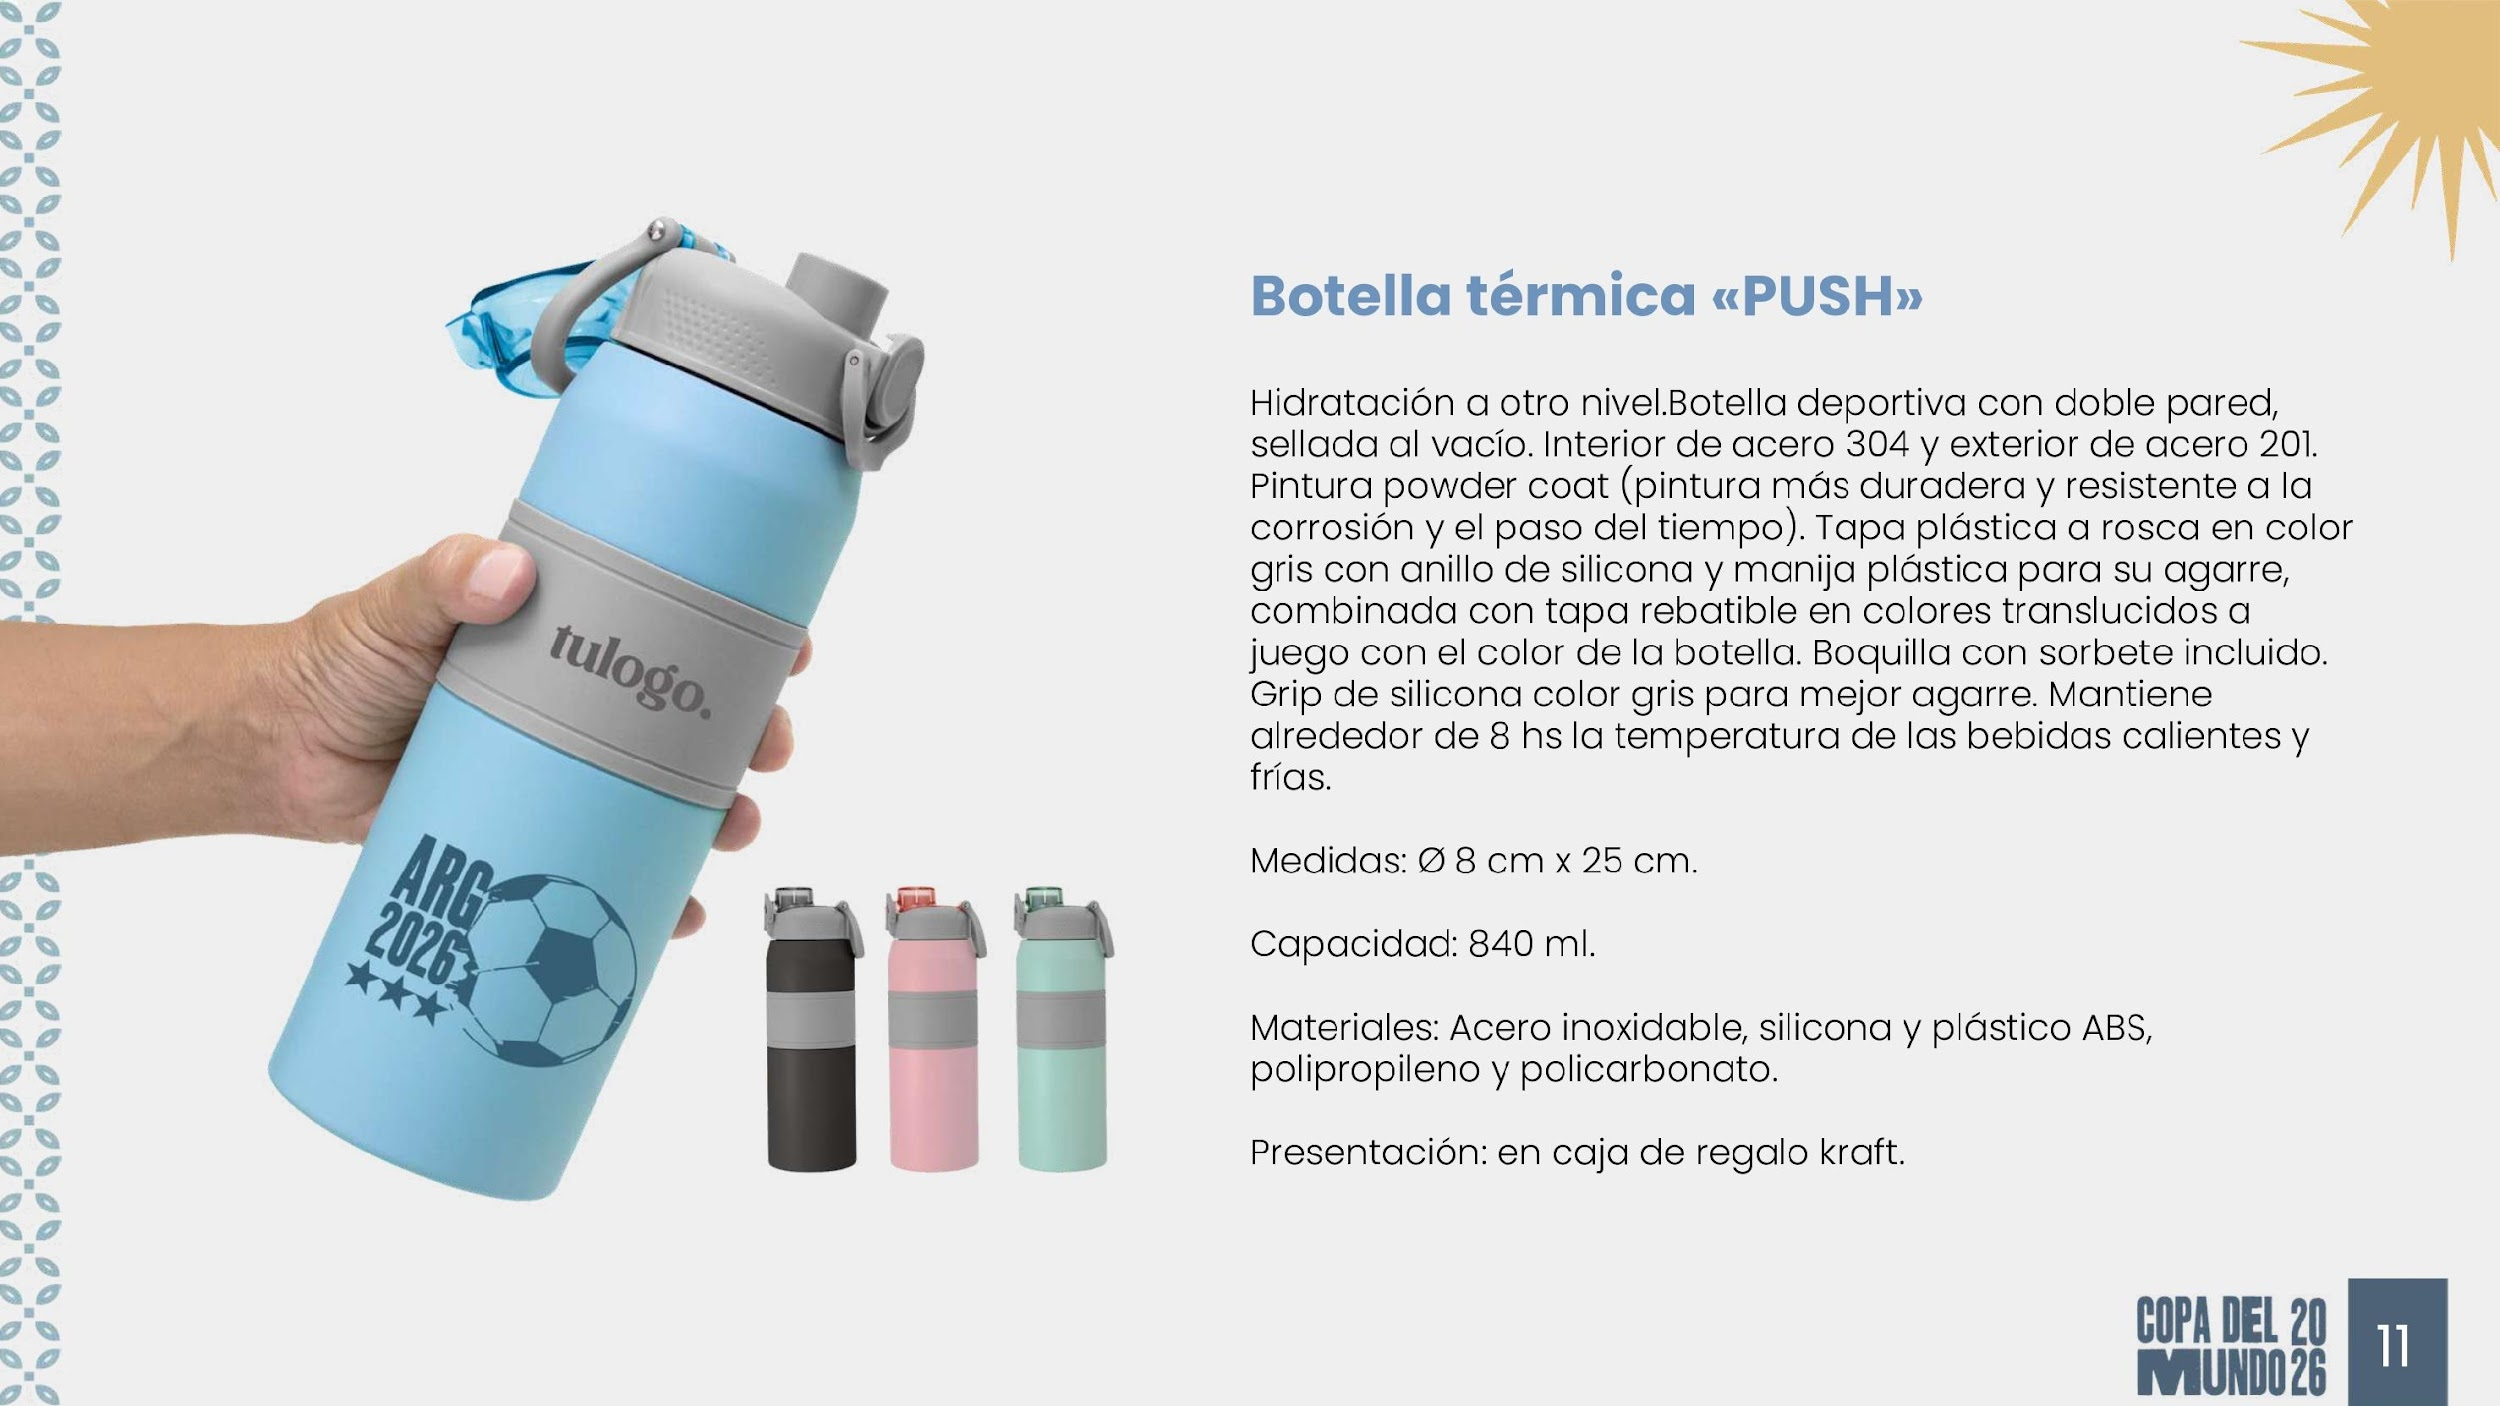 Botella térmica «PUSH»
Hidratación a otro nivel.Botella deportiva con doble pared,
sellada al vacío. Interior de acero 304 y exterior de acero 201.
Pintura powder coat (pintura más duradera y resistente a la
corrosión y el paso del tiempo). Tapa plástica a rosca en color
gris con anillo de silicona y manija plástica para su agarre,
combinada con tapa rebatible en colores translucidos a
juego con el color de la botella. Boquilla con sorbete incluido.
Grip de silicona color gris para mejor agarre. Mantiene
alrededor de 8 hs la temperatura de las bebidas calientes y
frías.
Medidas: Ø 8 cm x 25 cm.
Capacidad: 840 ml.
Materiales: Acero inoxidable, silicona y plástico ABS,
polipropileno y policarbonato.
Presentación: en caja de regalo kraft.
tulogo.
ARG
2026
COPA DEL 20
MUNDO 26
11